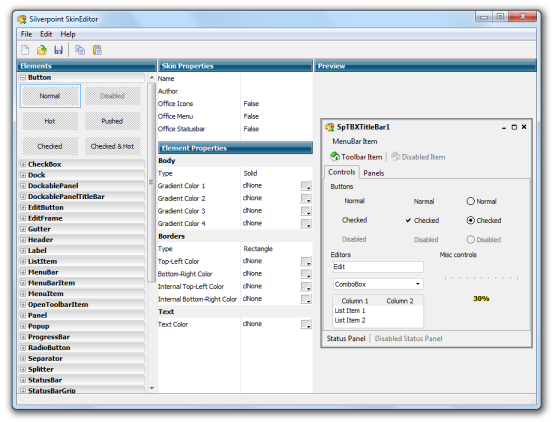 Silverpoint SkinEditor
File Edit Help
Elements
Button
Normal Disabled
Hot Pushed
Checked Checked & Hot
CheckBox
Dock
DockablePanel
DockablePanelTitleBar
EditButton
EditFrame
Gutter
Header
Label
ListItem
MenuBar
MenuBarItem
MenuItem
OpenToolbarItem
Panel
Popup
ProgressBar
RadioButton
Separator
Splitter
StatusBar
StatusBarGrip
Skin Properties
Name
Author
Office Icons False
Office Menu False
Office Statusbar False
Element Properties
Body
Type Solid
Gradient Color 1 clNone
Gradient Color 2 clNone
Gradient Color 3 clNone
Gradient Color 4 clNone
Borders
Type Rectangle
Top-Left Color clNone
Bottom-Right Color clNone
Internal Top-Left Color clNone
Internal Bottom-Right Color clNone
Text
Text Color clNone
Preview
SpTBXTitleBar1
MenuBar Item
Toolbar Item Disabled Item
Controls Panels
Buttons
Normal Normal Normal
Checked Checked Checked
Disabled Disabled Disabled
Editors Misc controls
Edit
ComboBox
30%
Column 1 Column 2
List Item 1
List Item 2
Status Panel Disabled Status Panel